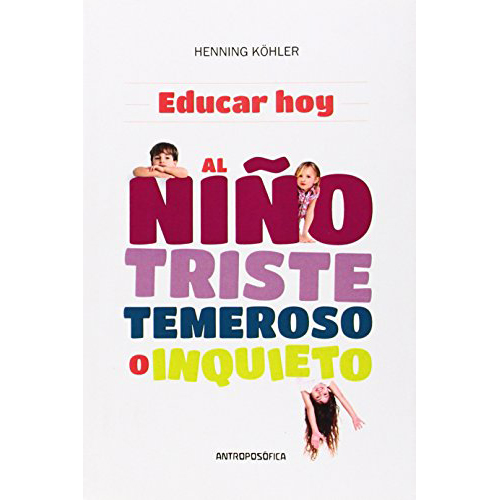 HENNING KÖHLER
Educar hoy
AL
NIÑO
TRISTE
TEMEROSO
O INQUIETO
ANTROPOSÓFICA